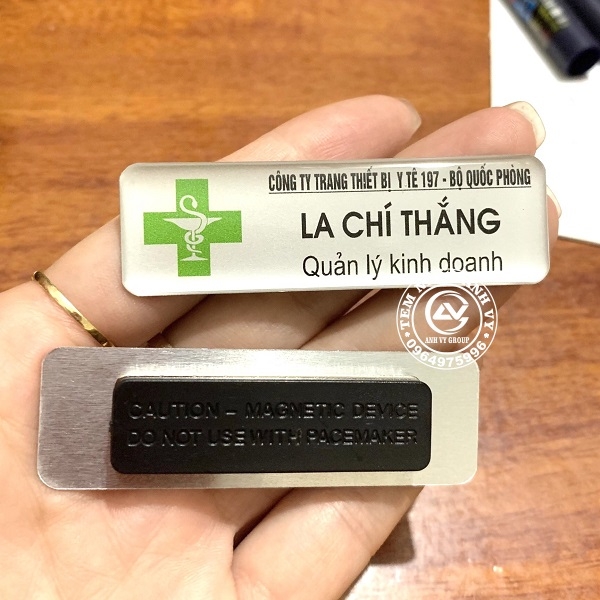 CÔNG TY TRANG THIẾT BỊ Y TẾ 197 - BỘ QUỐC PHÒNG
LA CHÍ THẮNG
Quản lý kinh doanh
ANH VY GROUP
0964975996
CAUTION – MAGNETIC DEVICE
DO NOT USE WITH PACEMAKER